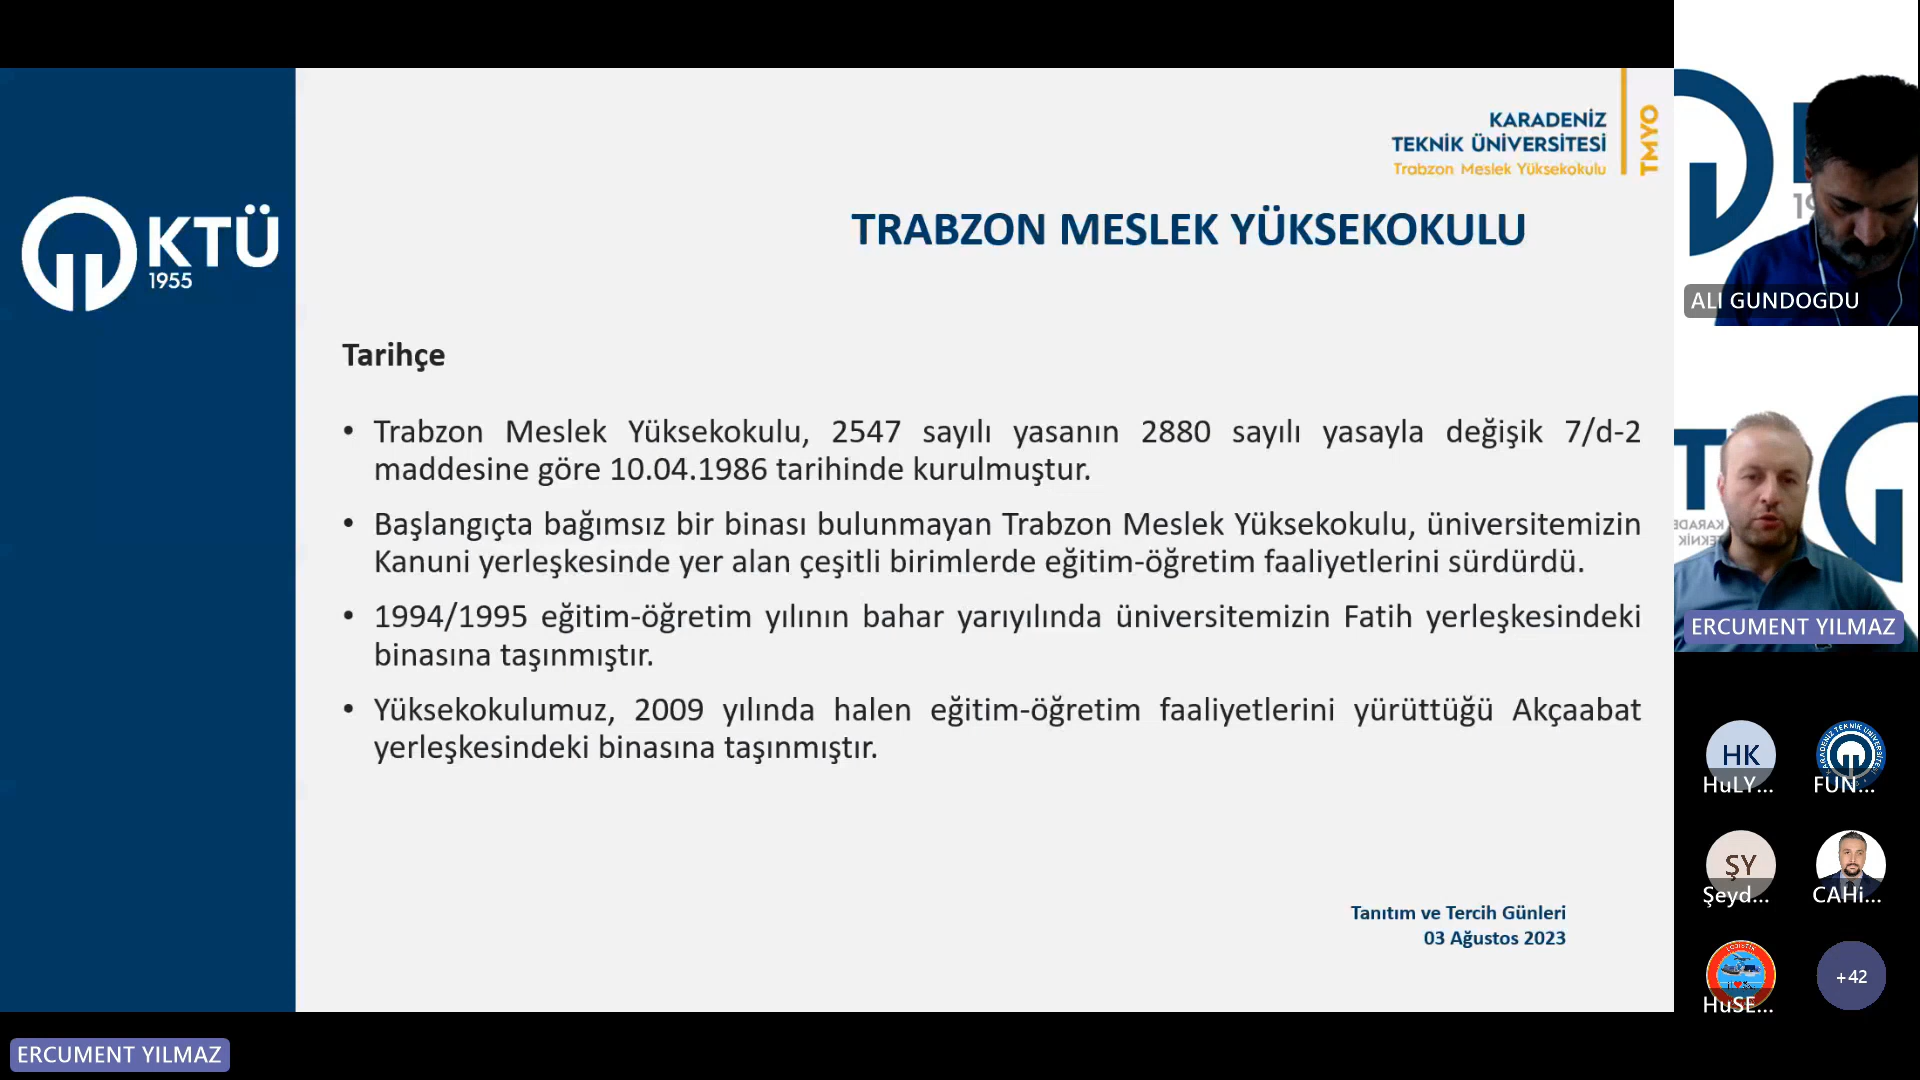 KTÜ
1955
KARADENİZ
TEKNİK ÜNİVERSİTESİ
Trabzon Meslek Yüksekokulu
TMYO
TRABZON MESLEK YÜKSEKOKULU
Tarihçe
• Trabzon Meslek Yüksekokulu, 2547 sayılı yasanın 2880 sayılı yasayla değişik 7/d-2
maddesine göre 10.04.1986 tarihinde kurulmuştur.
• Başlangıçta bağımsız bir binası bulunmayan Trabzon Meslek Yüksekokulu, üniversitemizin
Kanuni yerleşkesinde yer alan çeşitli birimlerde eğitim-öğretim faaliyetlerini sürdürdü.
• 1994/1995 eğitim-öğretim yılının bahar yarıyılında üniversitemizin Fatih yerleşkesindeki
binasına taşınmıştır.
• Yüksekokulumuz, 2009 yılında halen eğitim-öğretim faaliyetlerini yürüttüğü Akçaabat
yerleşkesindeki binasına taşınmıştır.
Tanıtım ve Tercih Günleri
03 Ağustos 2023
ALI GUNDOGDU
ERCUMENT YILMAZ
HK
HuLY...
FUN...
ŞY
Şeyd...
CAHi...
HuSE...
+42
ERCUMENT YILMAZ